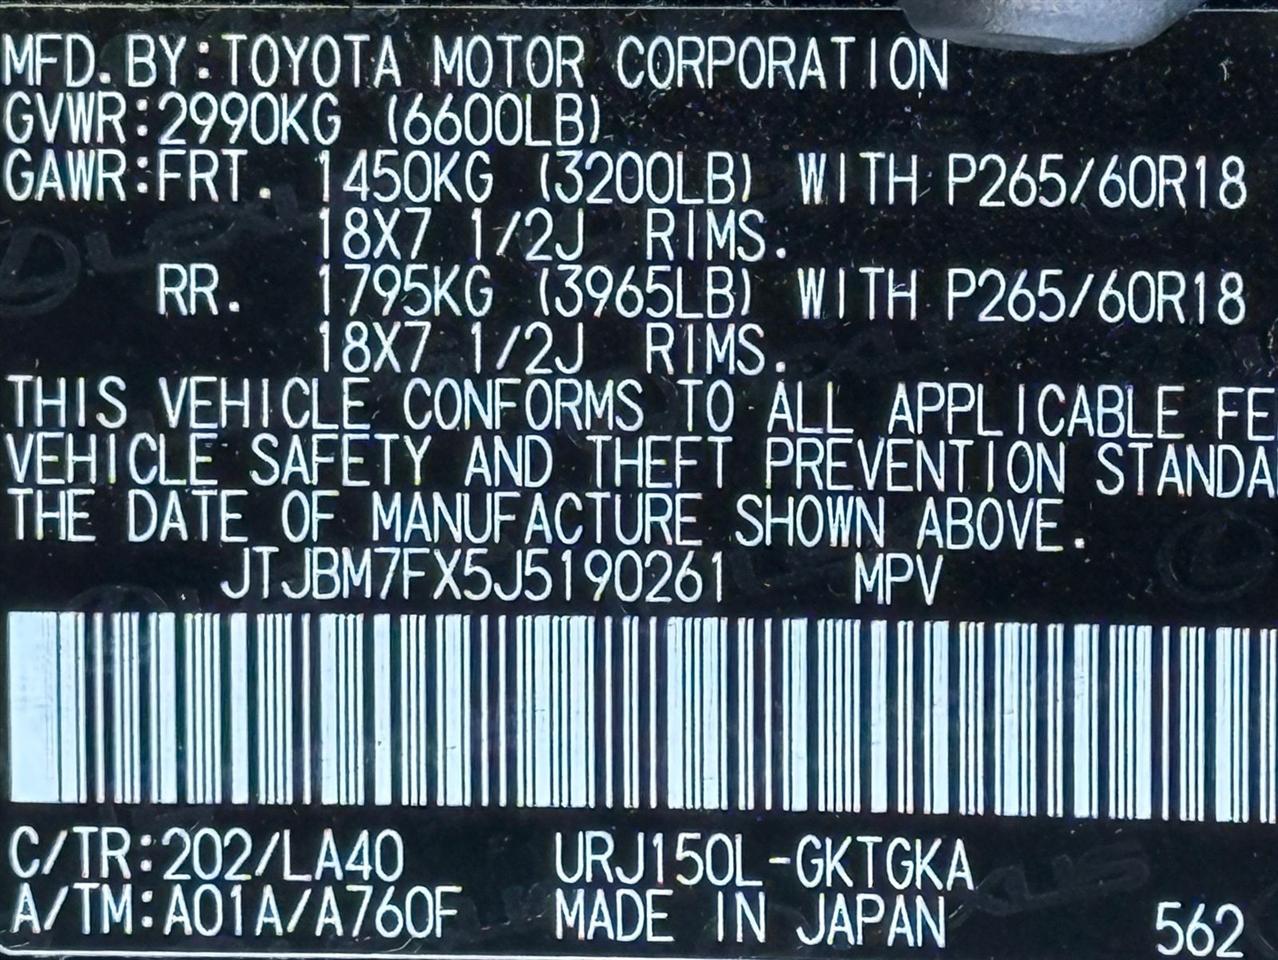 MFD.BY:TOYOTA MOTOR CORPORATION
GVWR:2990KG (6600LB)
GAWR:FRT. 1450KG (3200LB) WITH P265/60R18
18X7 1/2J RIMS.
RR. 1795KG (3965LB) WITH P265/60R18
18X7 1/2J RIMS.
THIS VEHICLE CONFORMS TO ALL APPLICABLE FE
VEHICLE SAFETY AND THEFT PREVENTION STANDA
THE DATE OF MANUFACTURE SHOWN ABOVE.
JTJBM7FX5J5190261 MPV
C/TR:202/LA40 URJ150L-GKTGKA
A/TM:A01A/A760F MADE IN JAPAN 562